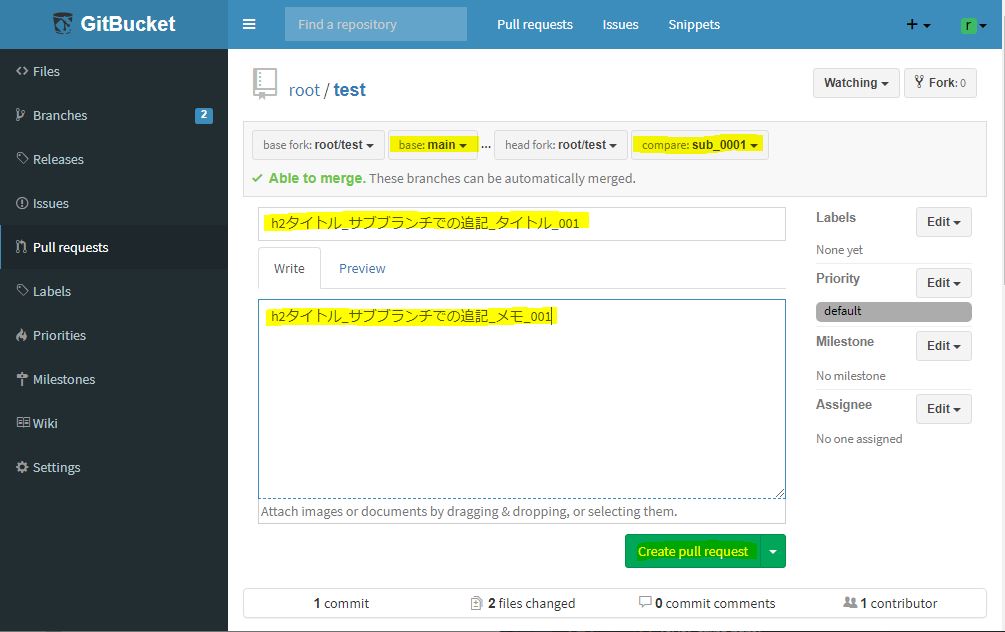 GitBucket
Find a repository
Pull requests
Issues
Snippets
+
r
Files
Branches
2
Releases
Issues
Pull requests
Labels
Priorities
Milestones
Wiki
Settings
root / test
Watching
Fork: 0
base fork: root/test
base: main
...
head fork: root/test
compare: sub_0001
Able to merge. These branches can be automatically merged.
h2タイトル_サブブランチでの追記_タイトル_001
Write
Preview
h2タイトル_サブブランチでの追記_メモ_001
Attach images or documents by dragging & dropping, or selecting them.
Create pull request
Labels
Edit
None yet
Priority
Edit
default
Milestone
Edit
No milestone
Assignee
Edit
No one assigned
1 commit
2 files changed
0 commit comments
1 contributor